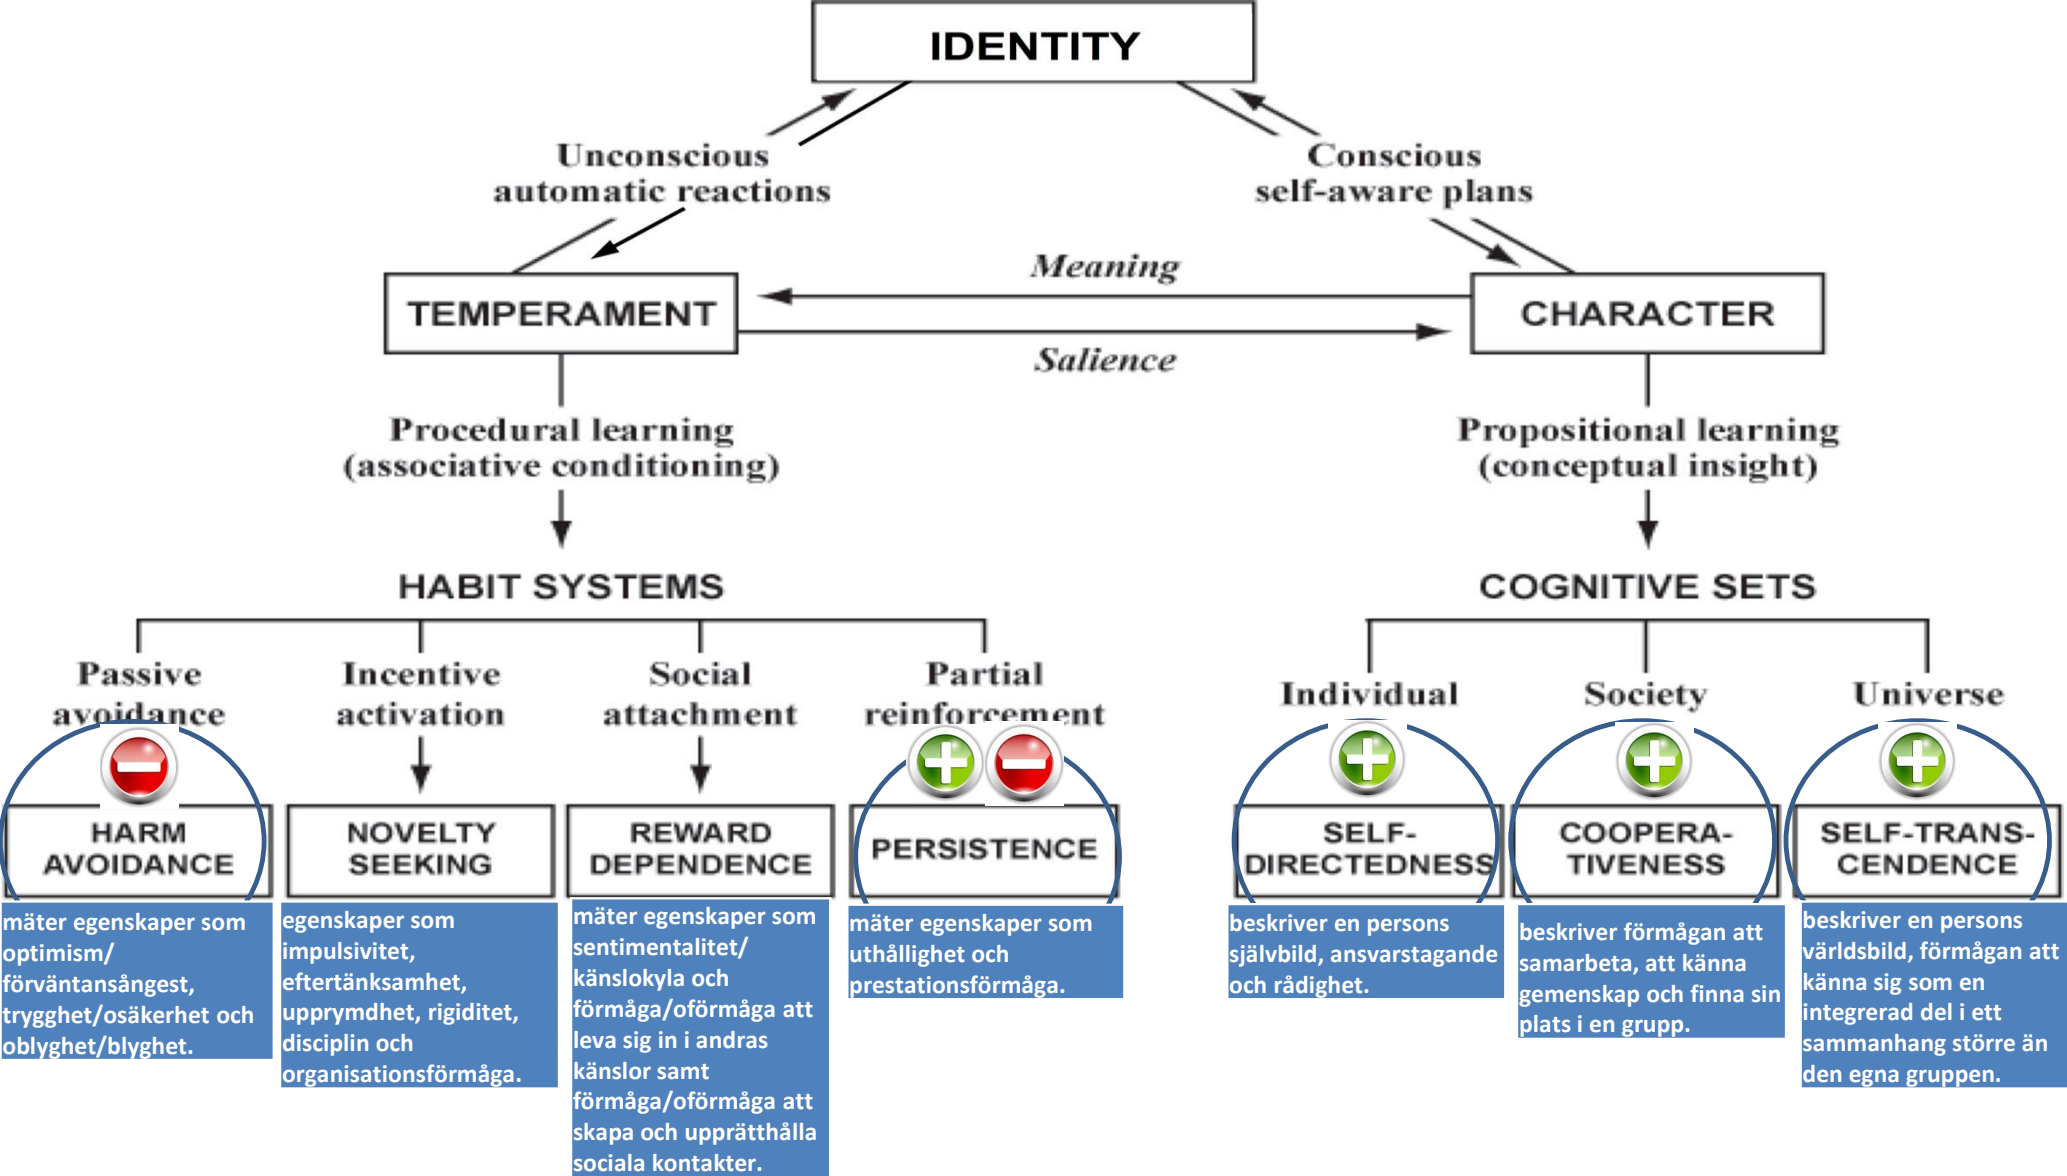 IDENTITY
Unconscious
automatic reactions
Conscious
self-aware plans
Meaning
TEMPERAMENT
CHARACTER
Salience
Procedural learning
(associative conditioning)
Propositional learning
(conceptual insight)
HABIT SYSTEMS
COGNITIVE SETS
Passive
avoidance
Incentive
activation
Social
attachment
Partial
reinforcement
Individual
Society
Universe
HARM
AVOIDANCE
NOVELTY
SEEKING
REWARD
DEPENDENCE
PERSISTENCE
SELF-
DIRECTEDNESS
COOPERA-
TIVENESS
SELF-TRANS-
CENDENCE
mäter egenskaper som
optimism/
förväntansångest,
trygghet/osäkerhet och
oblyghet/blyghet.
egenskaper som
impulsivitet,
eftertänksamhet,
upprymdhet, rigiditet,
disciplin och
organisationsförmåga.
mäter egenskaper som
sentimentalitet/
känslokyla och
förmåga/oförmåga att
leva sig in i andras
känslor samt
förmåga/oförmåga att
skapa och upprätthålla
sociala kontakter.
mäter egenskaper som
uthållighet och
prestationsförmåga.
beskriver en persons
självbild, ansvarstagande
och rådighet.
beskriver förmågan att
samarbeta, att känna
gemenskap och finna sin
plats i en grupp.
beskriver en persons
världsbild, förmågan att
känna sig som en
integrerad del i ett
sammanhang större än
den egna gruppen.